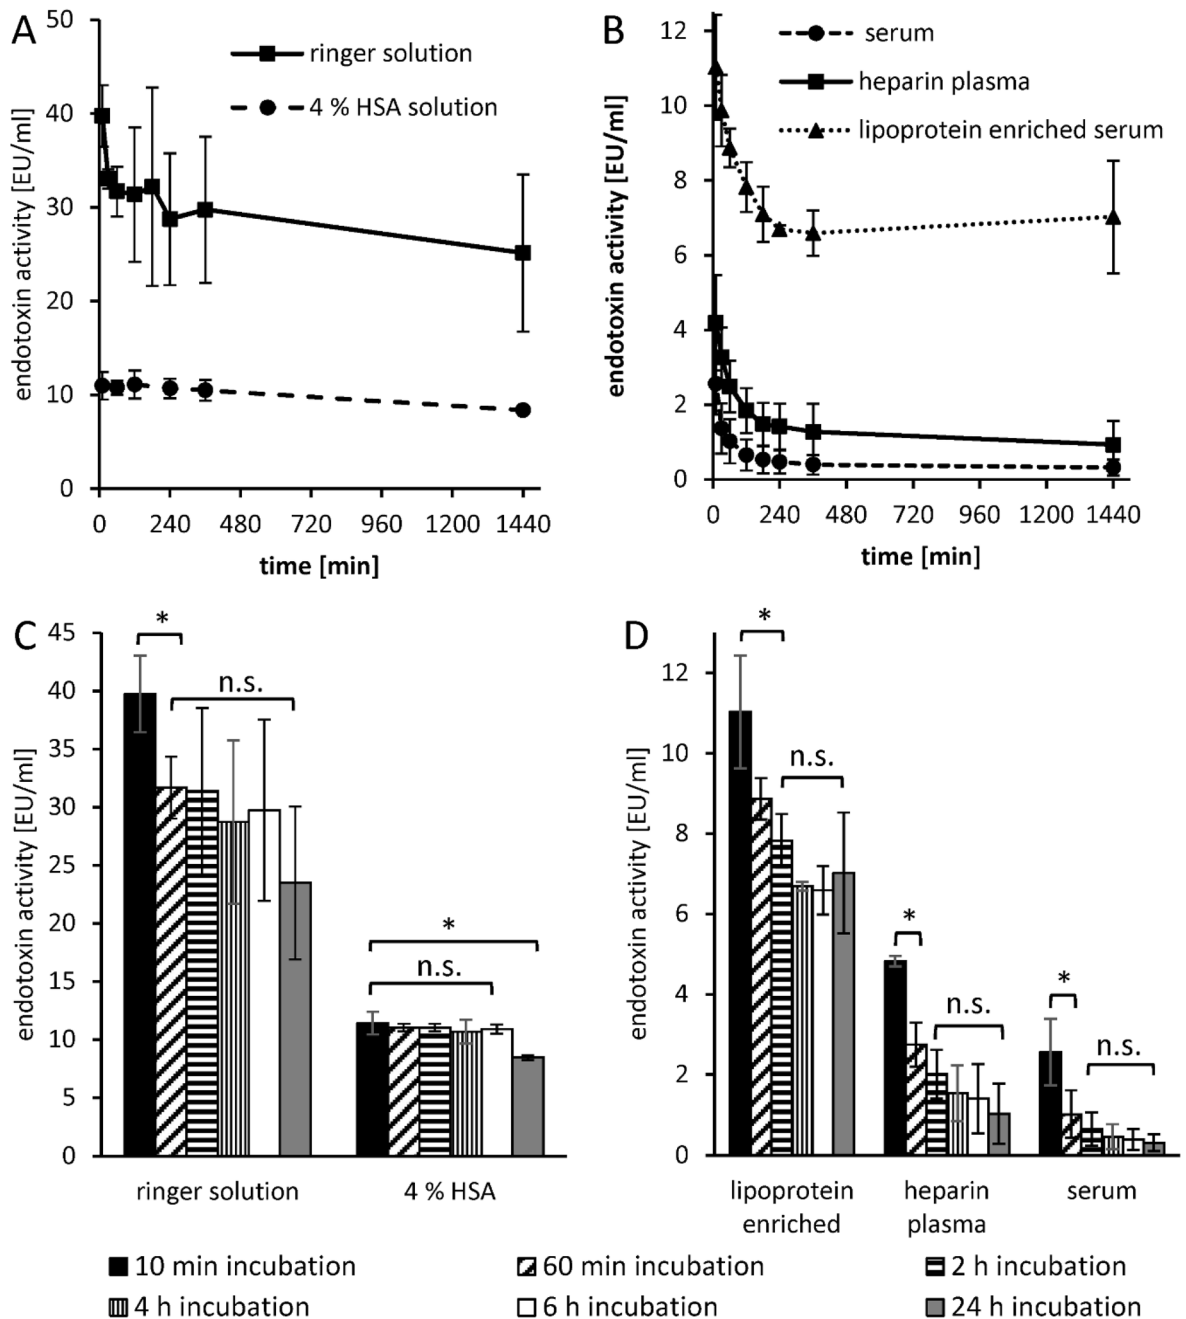 A
50
40
30
20
10
0
endotoxin activity [EU/ml]
ringer solution
4 % HSA solution
0 240 480 720 960 1200 1440
time [min]
B
12
10
8
6
4
2
0
endotoxin activity [EU/ml]
serum
heparin plasma
lipoprotein enriched serum
0 240 480 720 960 1200 1440
time [min]
C
45
40
35
30
25
20
15
10
5
0
endotoxin activity [EU/ml]
*
n.s.
*
n.s.
ringer solution
4 % HSA
D
12
10
8
6
4
2
0
endotoxin activity [EU/ml]
*
n.s.
*
n.s.
*
n.s.
lipoprotein
enriched
heparin
plasma
serum
10 min incubation
60 min incubation
2 h incubation
4 h incubation
6 h incubation
24 h incubation